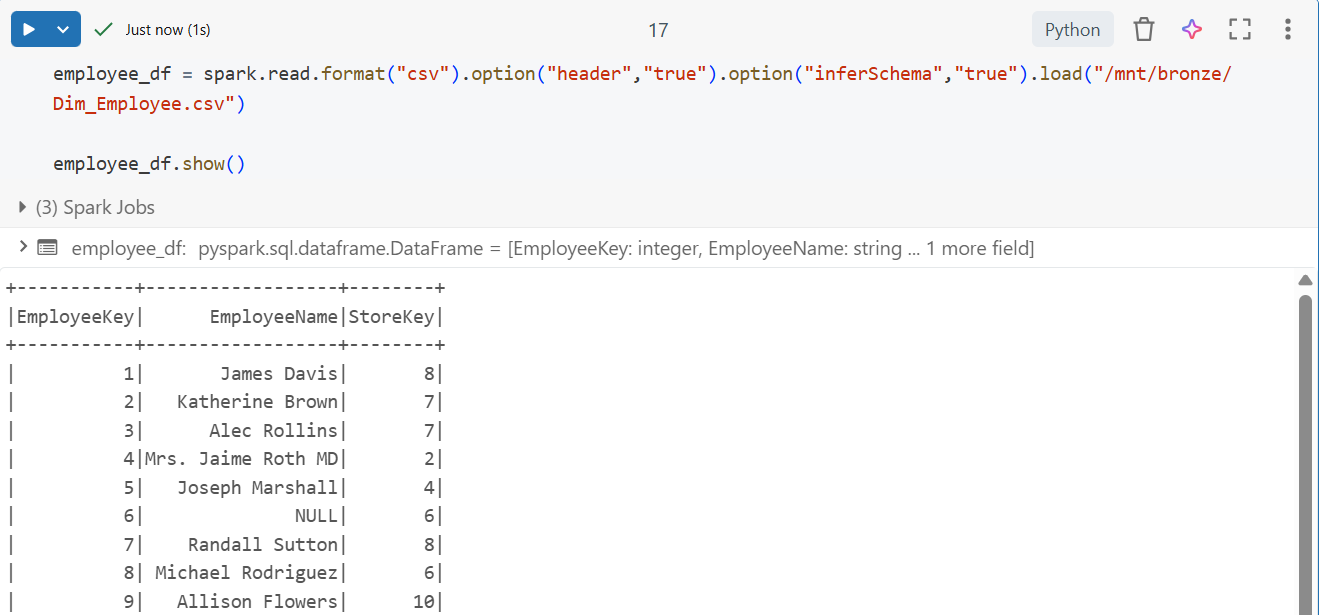 Just now (1s)
17
Python
employee_df = spark.read.format("csv").option("header","true").option("inferSchema","true").load("/mnt/bronze/
Dim_Employee.csv")
employee_df.show()
(3) Spark Jobs
employee_df: pyspark.sql.dataframe.DataFrame = [EmployeeKey: integer, EmployeeName: string ... 1 more field]
+-----------+------------------+--------+
|EmployeeKey|      EmployeeName|StoreKey|
+-----------+------------------+--------+
|          1|       James Davis|       8|
|          2|   Katherine Brown|       7|
|          3|      Alec Rollins|       7|
|          4|Mrs. Jaime Roth MD|       2|
|          5|   Joseph Marshall|       4|
|          6|              NULL|       6|
|          7|    Randall Sutton|       8|
|          8| Michael Rodriguez|       6|
|          9|   Allison Flowers|      10|